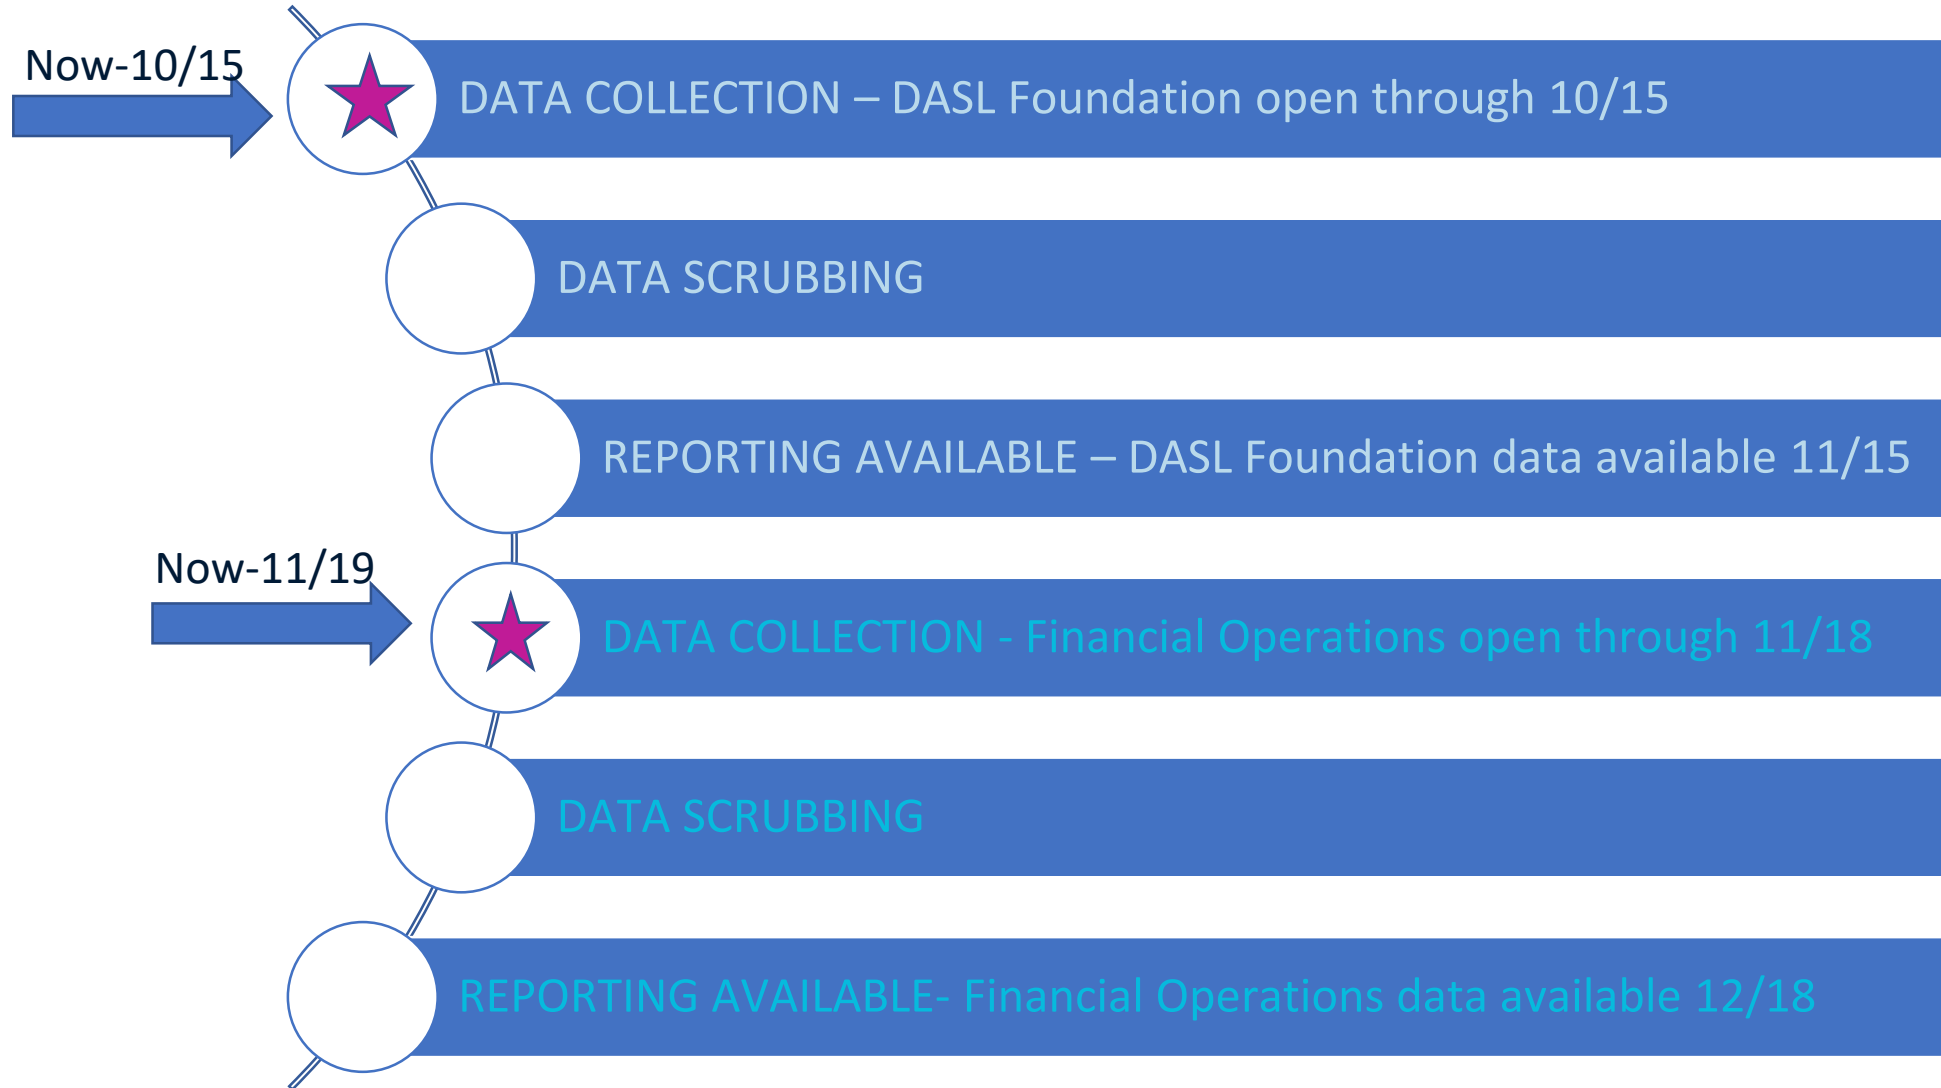 Now-10/15
DATA COLLECTION – DASL Foundation open through 10/15
DATA SCRUBBING
REPORTING AVAILABLE – DASL Foundation data available 11/15
Now-11/19
DATA COLLECTION - Financial Operations open through 11/18
DATA SCRUBBING
REPORTING AVAILABLE- Financial Operations data available 12/18